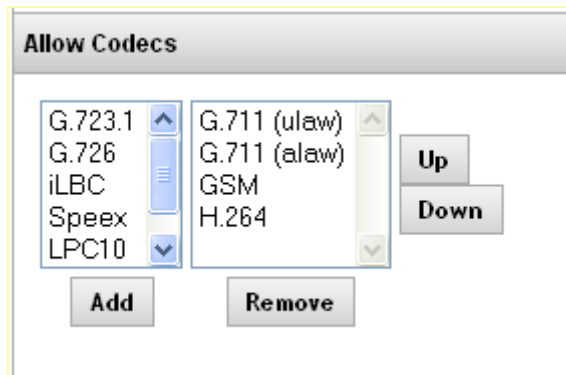 Allow Codecs
G.723.1
G.726
iLBC
Speex
LPC10
G.711 (ulaw)
G.711 (alaw)
GSM
H.264
Up
Down
Add
Remove